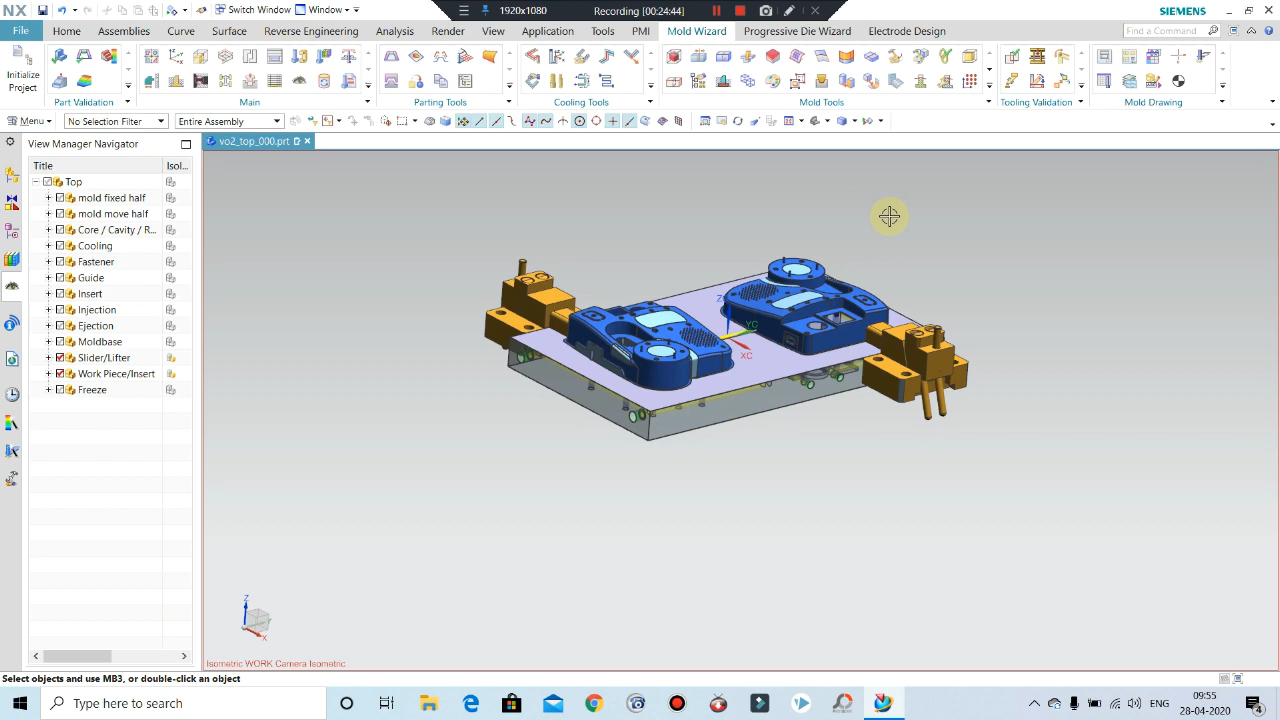 NX
Switch Window
Window
1920x1080
Recording [00:24:44]
SIEMENS
File
Home
Assemblies
Curve
Surface
Reverse Engineering
Analysis
Render
View
Application
Tools
PMI
Mold Wizard
Progressive Die Wizard
Electrode Design
Find a Command
Initialize
Project
Part Validation
Main
Parting Tools
Cooling Tools
Mold Tools
Tooling Validation
Mold Drawing
Menu
No Selection Filter
Entire Assembly
View Manager Navigator
vo2_top_000.prt
Title
Isol...
Top
mold fixed half
mold move half
Core / Cavity / R...
Cooling
Fastener
Guide
Insert
Injection
Ejection
Moldbase
Slider/Lifter
Work Piece/Insert
Freeze
YC
XC
Z
X
Isometric WORK Camera Isometric
Select objects and use MB3, or double-click an object
Type here to search
ENG
09:55
28-04-2020
4